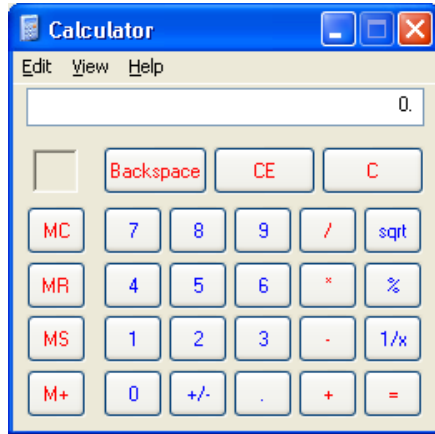 Calculator
Edit View Help
0.
Backspace CE C
MC 7 8 9 / sqrt
MR 4 5 6 * %
MS 1 2 3 - 1/x
M+ 0 +/- . + =